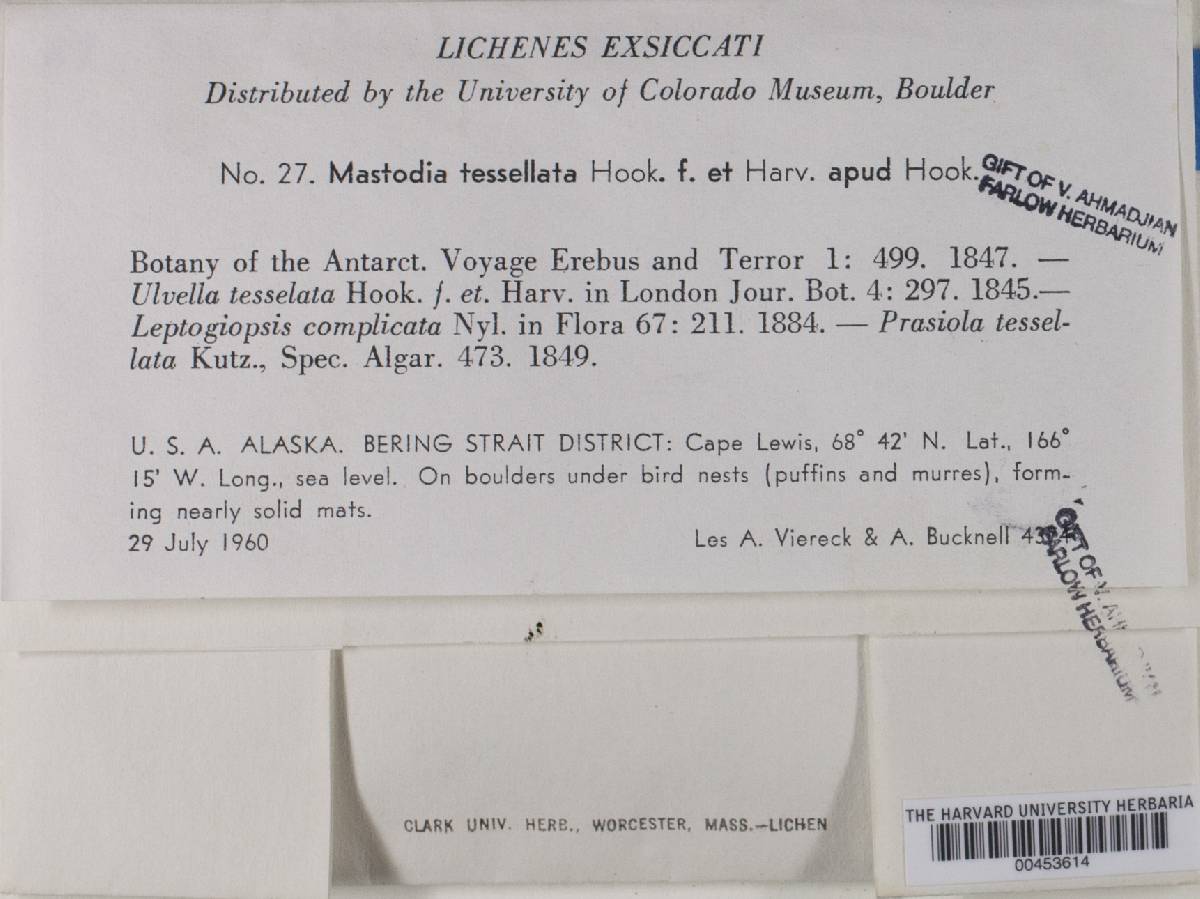 LICHENES EXSICCATI
Distributed by the University of Colorado Museum, Boulder
No. 27. Mastodia tessellata Hook. f. et Harv. apud Hook.
GIFT OF V. AHMADJIAN
FARLOW HERBARIUM
Botany of the Antarct. Voyage Erebus and Terror 1: 499. 1847. —
Ulvella tesselata Hook. f. et. Harv. in London Jour. Bot. 4: 297. 1845.—
Leptogiopsis complicata Nyl. in Flora 67: 211. 1884. — Prasiola tessel-
lata Kutz., Spec. Algar. 473. 1849.
U. S. A. ALASKA. BERING STRAIT DISTRICT: Cape Lewis, 68° 42' N. Lat., 166°
15' W. Long., sea level. On boulders under bird nests (puffins and murres), form-
ing nearly solid mats.
29 July 1960
Les A. Viereck & A. Bucknell
GIFT OF V.
FARLOW HERBARIUM
CLARK UNIV. HERB., WORCESTER, MASS.—LICHEN
THE HARVARD UNIVERSITY HERBARIA
00453614